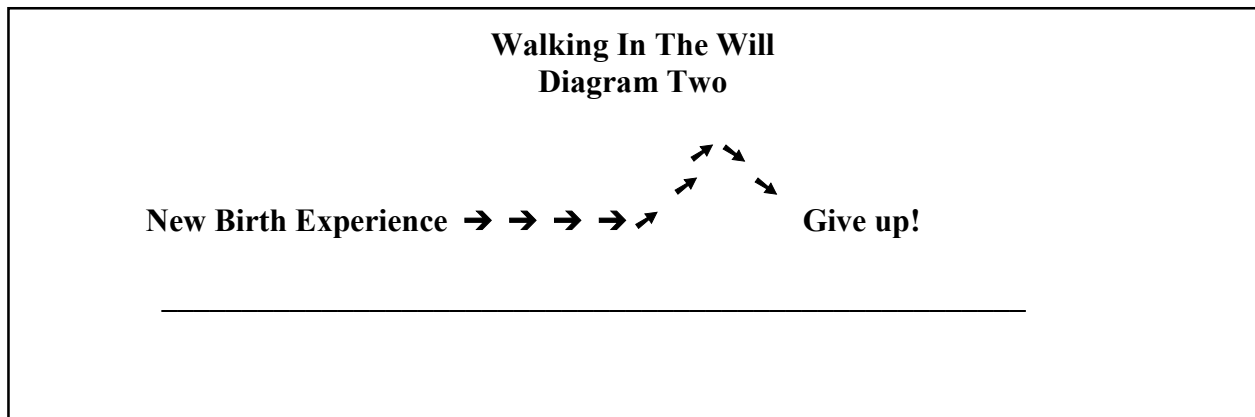 Walking In The Will
Diagram Two
New Birth Experience ➔ ➔ ➔ ➔ Give up!